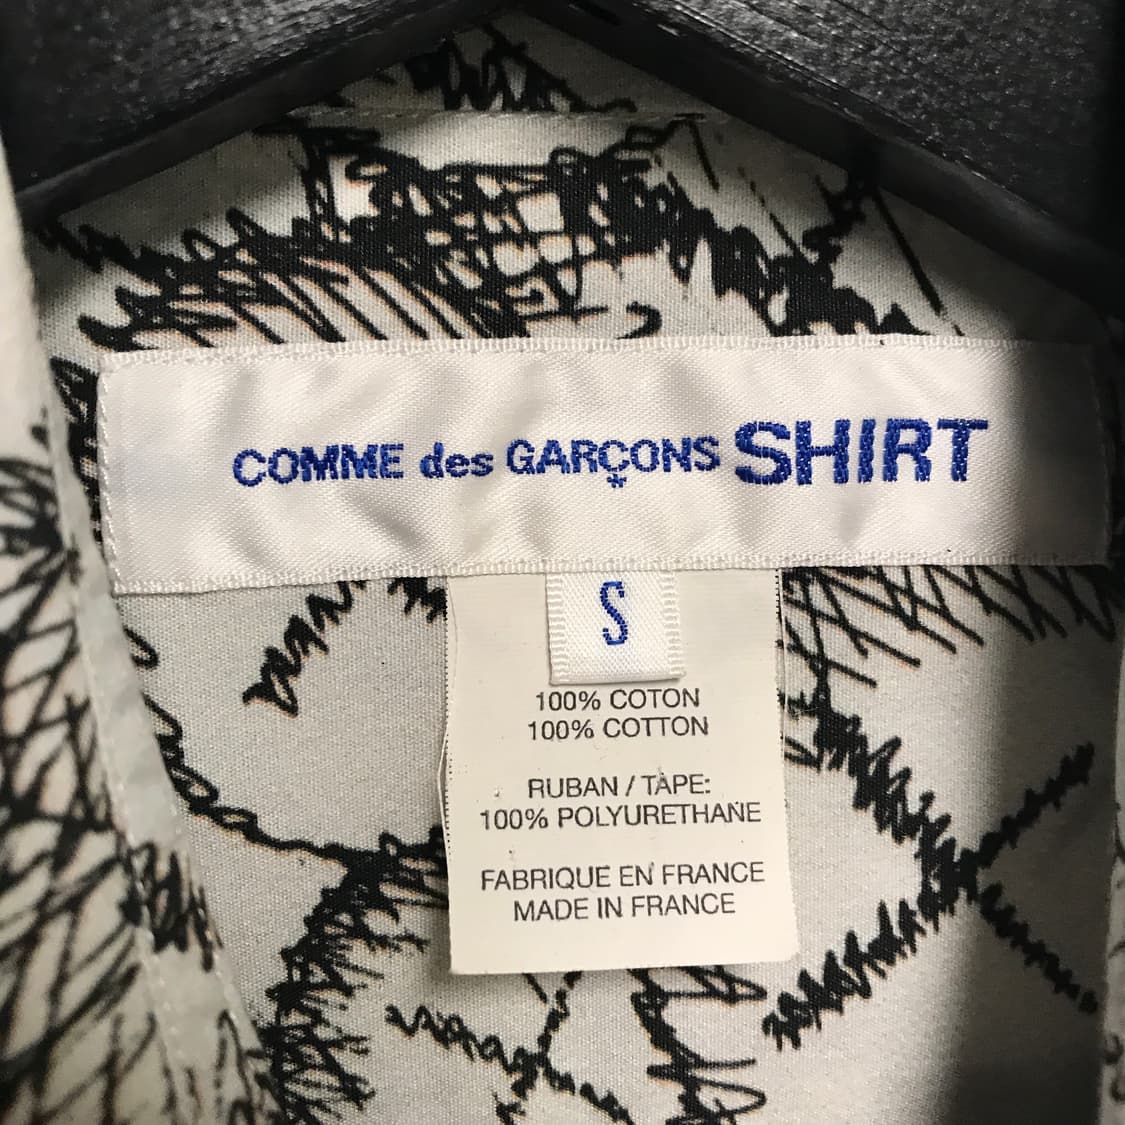 COMME des GARÇONS SHIRT
S
100% COTON
100% COTTON
RUBAN / TAPE:
100% POLYURETHANE
FABRIQUE EN FRANCE
MADE IN FRANCE